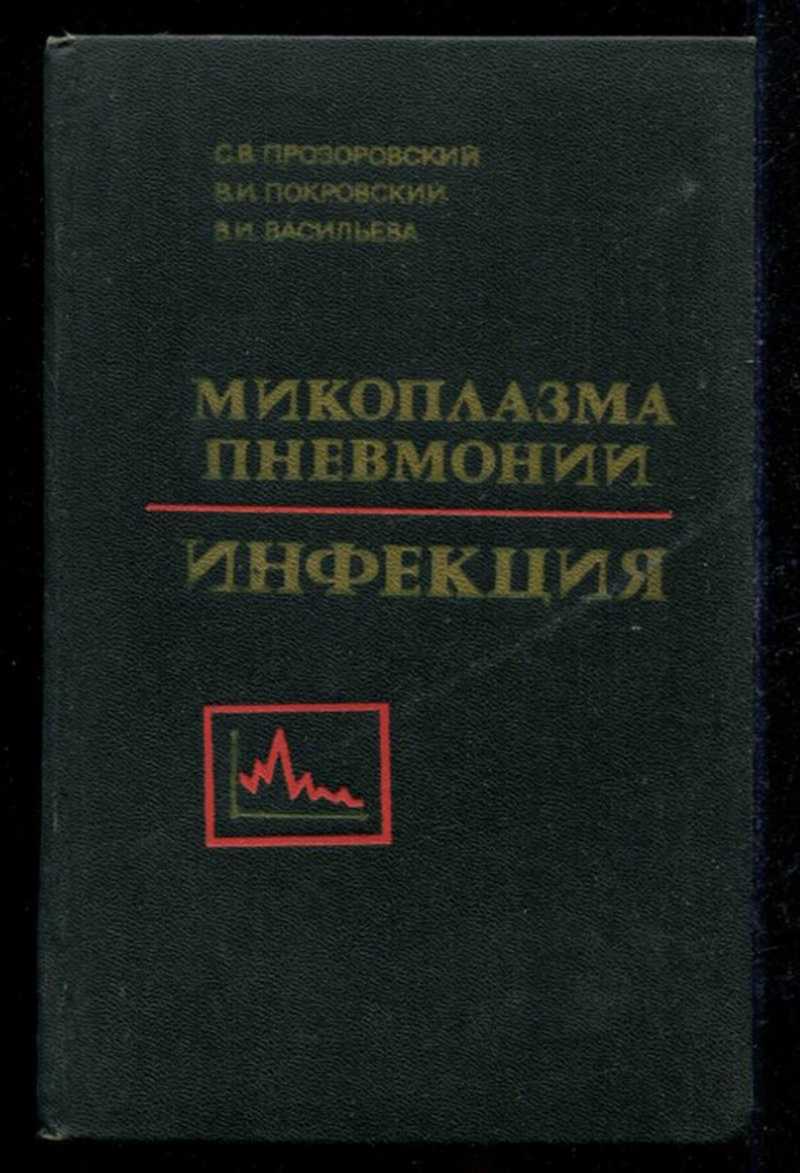 С.В. ПРОЗОРОВСКИЙ
В.И. ПОКРОВСКИЙ
В.И. ВАСИЛЬЕВА
МИКОПЛАЗМА
ПНЕВМОНИИ
ИНФЕКЦИЯ